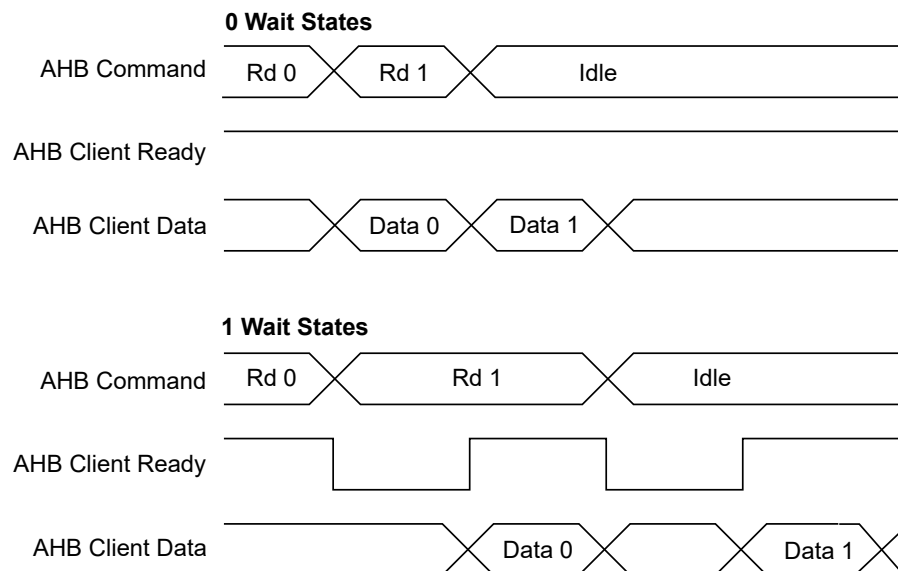 0 Wait States
AHB Command Rd 0 Rd 1 Idle
AHB Client Ready
AHB Client Data Data 0 Data 1
1 Wait States
AHB Command Rd 0 Rd 1 Idle
AHB Client Ready
AHB Client Data Data 0 Data 1